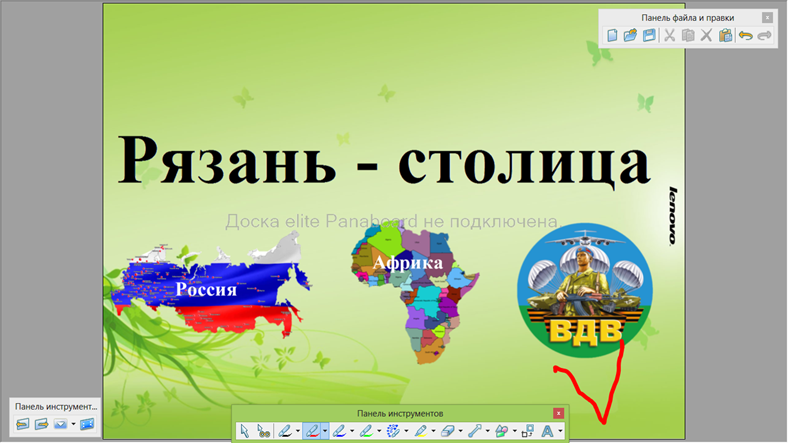 Панель файла и правки
Рязань - столица
lenovo
Доска elite Panaboard не подключена
Россия
Африка
ВДВ
Панель инструмент...
Панель инструментов